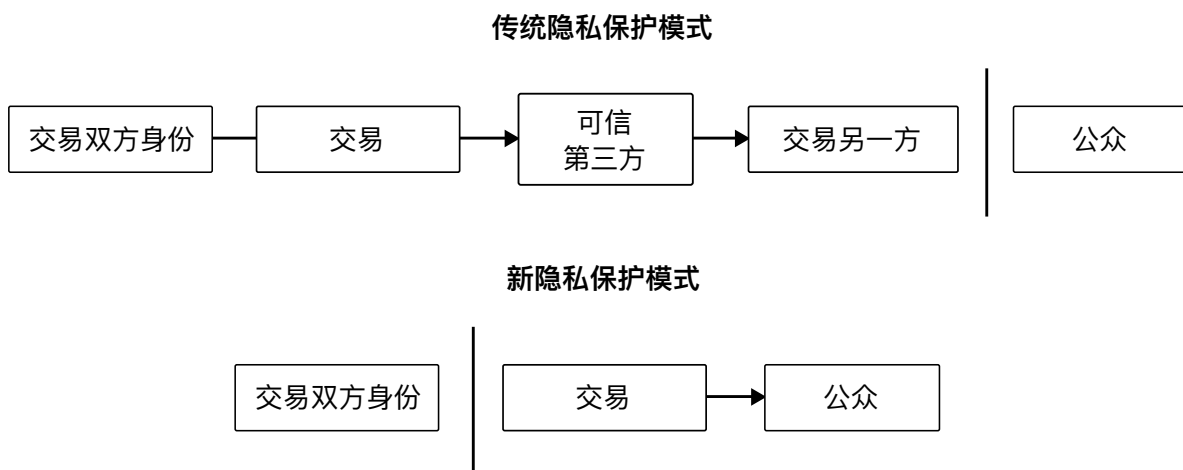 传统隐私保护模式
交易双方身份
交易
可信
第三方
交易另一方
公众
新隐私保护模式
交易双方身份
交易
公众